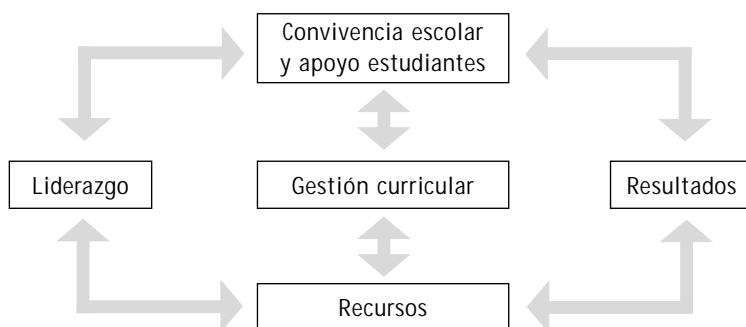 Convivencia escolar
y apoyo estudiantes
Liderazgo
Gestión curricular
Resultados
Recursos